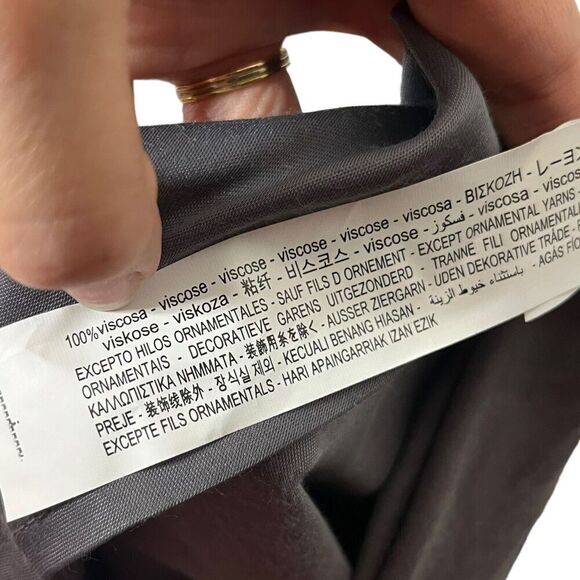 100%viscosa - viscose - viscose - viscose - viscose - viscosa - ΒΙΣΚΟΖΗ - レーヨン
viskose - viskoza - 粘纤 - 비스코스 - viscose - فسكوز - viscosa - viscose
EXCEPTO HILOS ORNAMENTALES - SAUF FILS D ORNEMENT - EXCEPT ORNAMENTAL YARNS
ORNAMENTAIS - DECORATIEVE GARENS UITGEZONDERD - TRANNE FILI ORNAMENTALI
ΚΑΛΛΩΠΙΣΤΙΚΑ ΝΗΜΜΑΤΑ - 装飾用糸を除く - AUSSER ZIERGARN - UDEN DEKORATIVE TRÅDE -
PREJE - 装饰线除外 - 장식실 제외 - KECUALI BENANG HIASAN - باستثناء خيوط الزينة - AGAS
EXCEPTE FILS ORNAMENTALS - HARI APAINGARRIAK IZAN EZIK